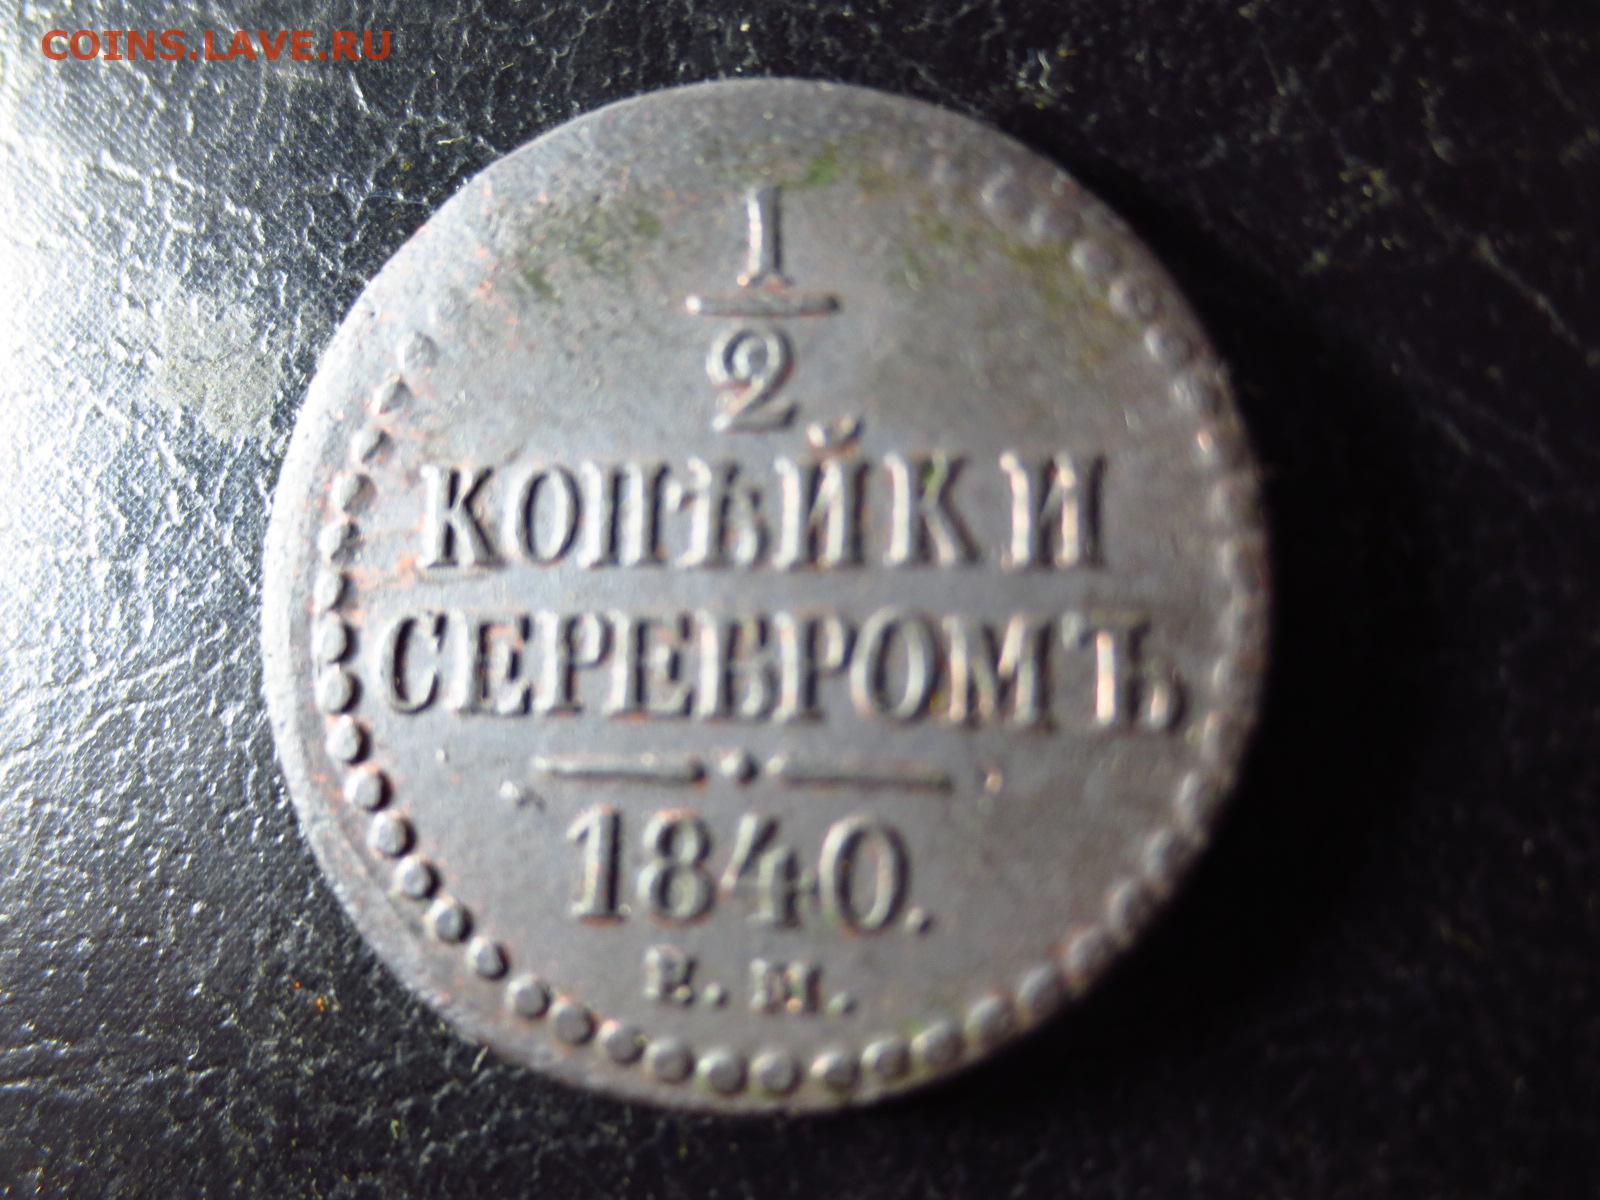 COINS.LAVE.RU
1
2
КОПѢЙКИ
СЕРЕБРОМЪ
1840.
Е. М.